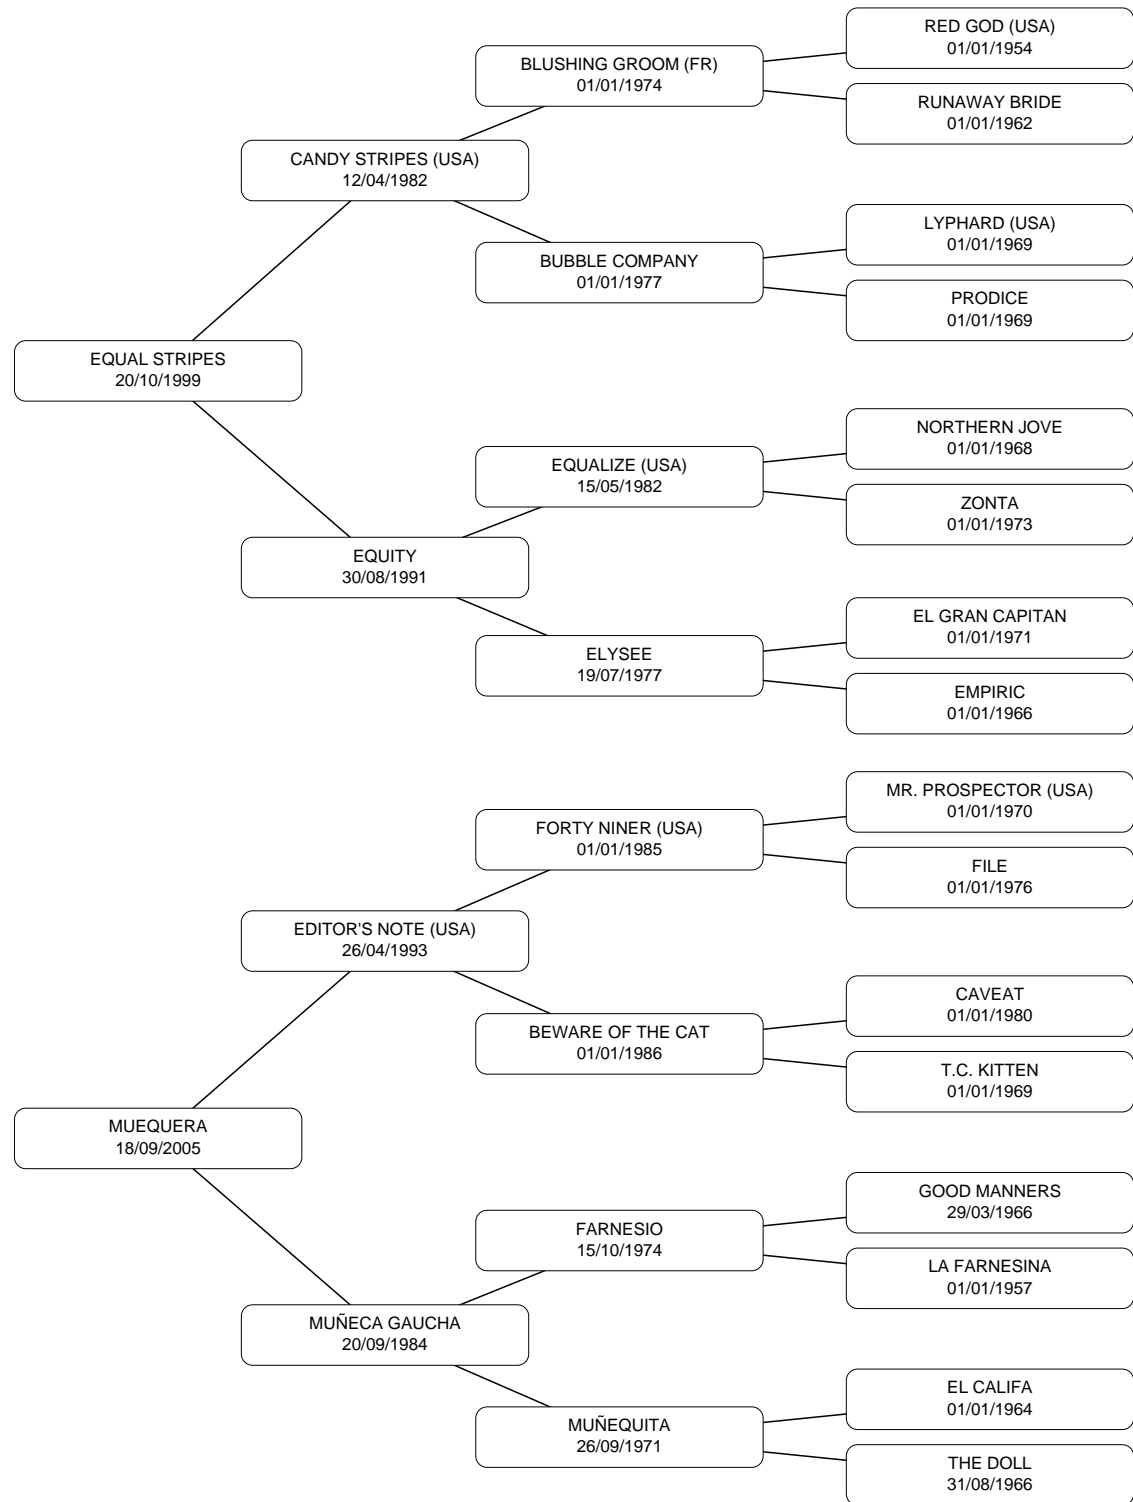 RED GOD (USA)
01/01/1954
BLUSHING GROOM (FR)
01/01/1974
RUNAWAY BRIDE
01/01/1962
CANDY STRIPES (USA)
12/04/1982
LYPHARD (USA)
01/01/1969
BUBBLE COMPANY
01/01/1977
PRODICE
01/01/1969
EQUAL STRIPES
20/10/1999
NORTHERN JOVE
01/01/1968
EQUALIZE (USA)
15/05/1982
ZONTA
01/01/1973
EQUITY
30/08/1991
EL GRAN CAPITAN
01/01/1971
ELYSEE
19/07/1977
EMPIRIC
01/01/1966
MR. PROSPECTOR (USA)
01/01/1970
FORTY NINER (USA)
01/01/1985
FILE
01/01/1976
EDITOR'S NOTE (USA)
26/04/1993
CAVEAT
01/01/1980
BEWARE OF THE CAT
01/01/1986
T.C. KITTEN
01/01/1969
MUEQUERA
18/09/2005
GOOD MANNERS
29/03/1966
FARNESIO
15/10/1974
LA FARNESINA
01/01/1957
MUÑECA GAUCHA
20/09/1984
EL CALIFA
01/01/1964
MUÑEQUITA
26/09/1971
THE DOLL
31/08/1966